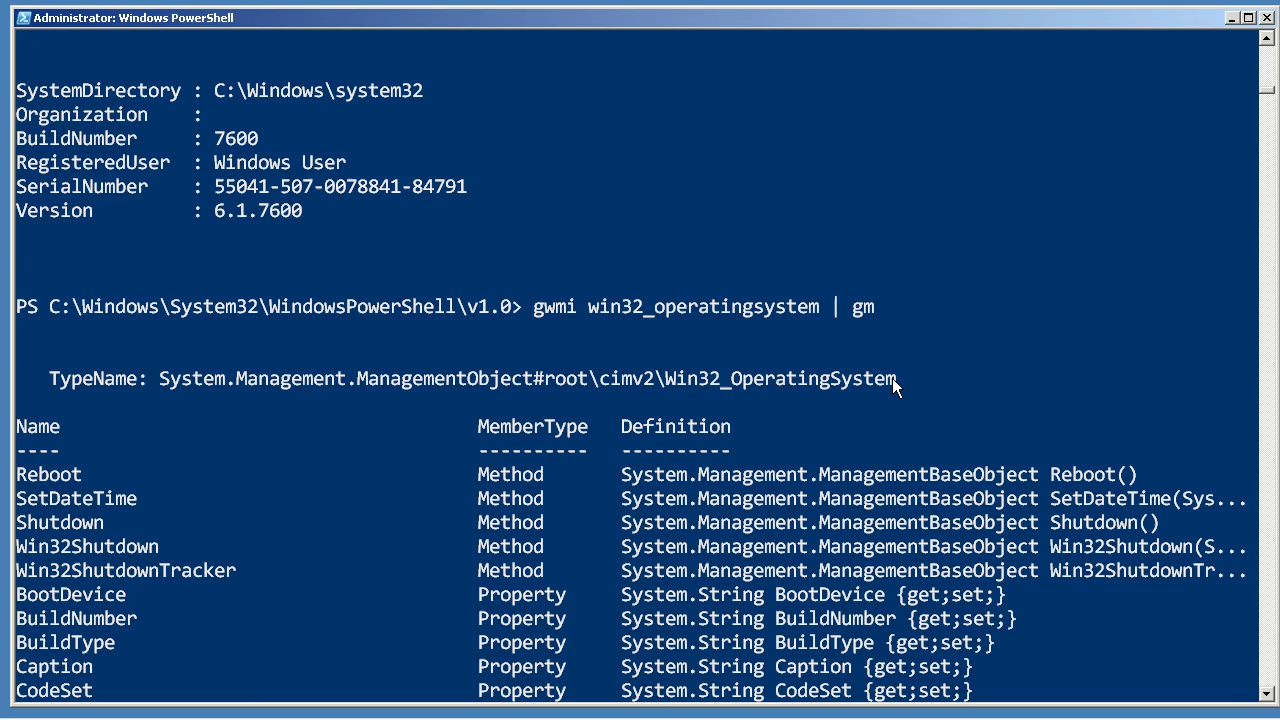 Administrator: Windows PowerShell
SystemDirectory : C:\Windows\system32
Organization    :
BuildNumber     : 7600
RegisteredUser  : Windows User
SerialNumber    : 55041-507-0078841-84791
Version         : 6.1.7600
PS C:\Windows\System32\WindowsPowerShell\v1.0> gwmi win32_operatingsystem | gm
   TypeName: System.Management.ManagementObject#root\cimv2\Win32_OperatingSystem
Name                                      MemberType   Definition
----                                      ----------   ----------
Reboot                                    Method       System.Management.ManagementBaseObject Reboot()
SetDateTime                               Method       System.Management.ManagementBaseObject SetDateTime(Sys...
Shutdown                                  Method       System.Management.ManagementBaseObject Shutdown()
Win32Shutdown                             Method       System.Management.ManagementBaseObject Win32Shutdown(S...
Win32ShutdownTracker                      Method       System.Management.ManagementBaseObject Win32ShutdownTr...
BootDevice                                Property     System.String BootDevice {get;set;}
BuildNumber                               Property     System.String BuildNumber {get;set;}
BuildType                                 Property     System.String BuildType {get;set;}
Caption                                   Property     System.String Caption {get;set;}
CodeSet                                   Property     System.String CodeSet {get;set;}